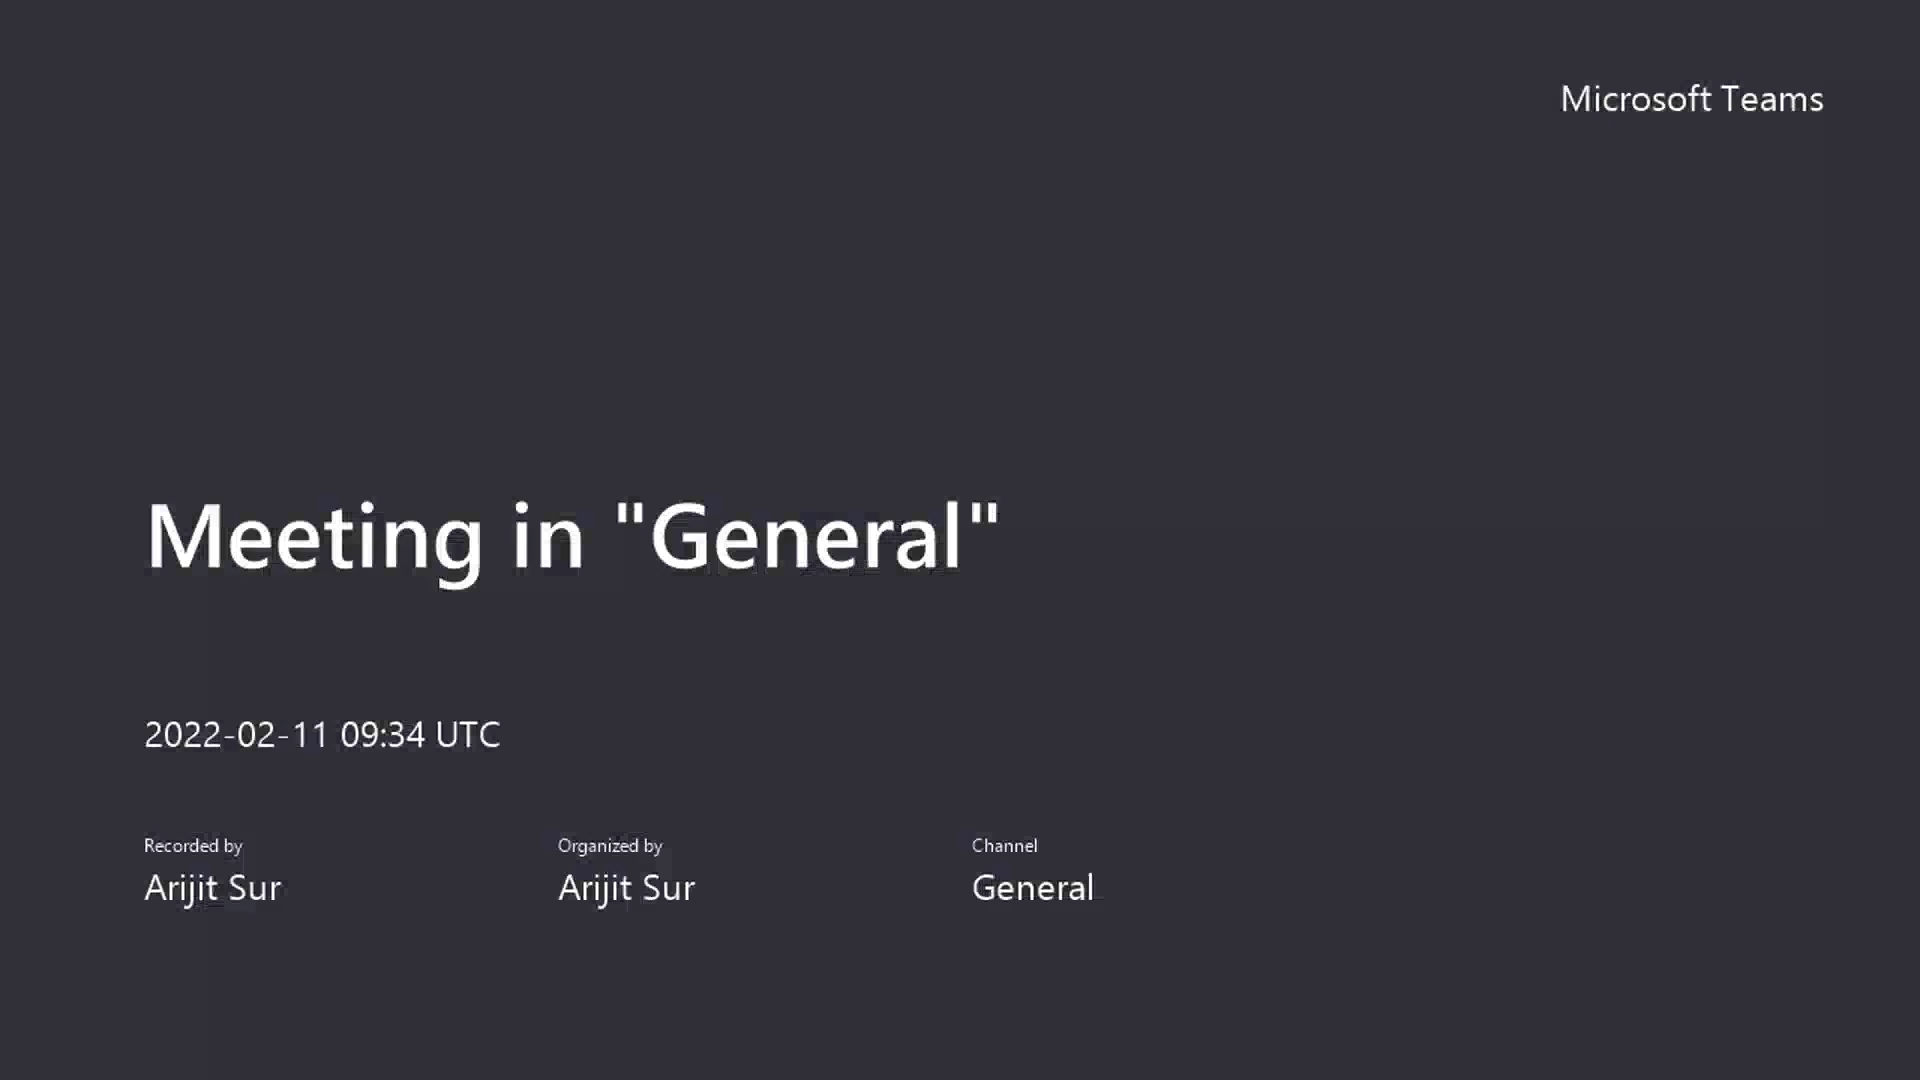 Microsoft Teams
Meeting in "General"
2022-02-11 09:34 UTC
Recorded by
Arijit Sur
Organized by
Arijit Sur
Channel
General